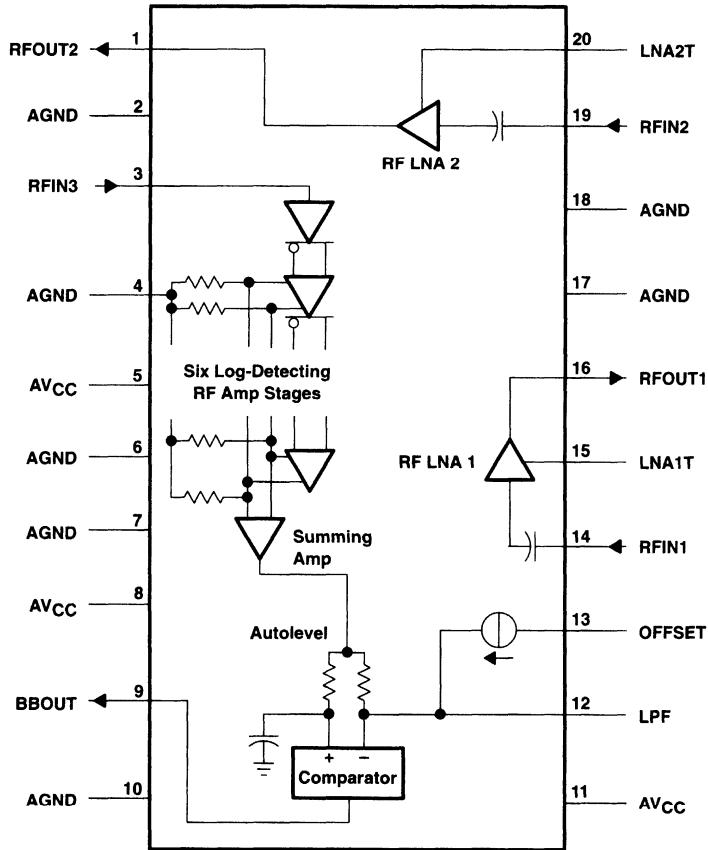 RFOUT2 1 20 LNA2T
AGND 2 19 RFIN2
RF LNA 2
RFIN3 3 18 AGND
AGND 4 17 AGND
Six Log-Detecting
RF Amp Stages
AVCC 5 16 RFOUT1
AGND 6 RF LNA 1 15 LNA1T
AGND 7 14 RFIN1
Summing
Amp
AVCC 8 13 OFFSET
Autolevel
BBOUT 9 12 LPF
+ −
Comparator
AGND 10 11 AVCC